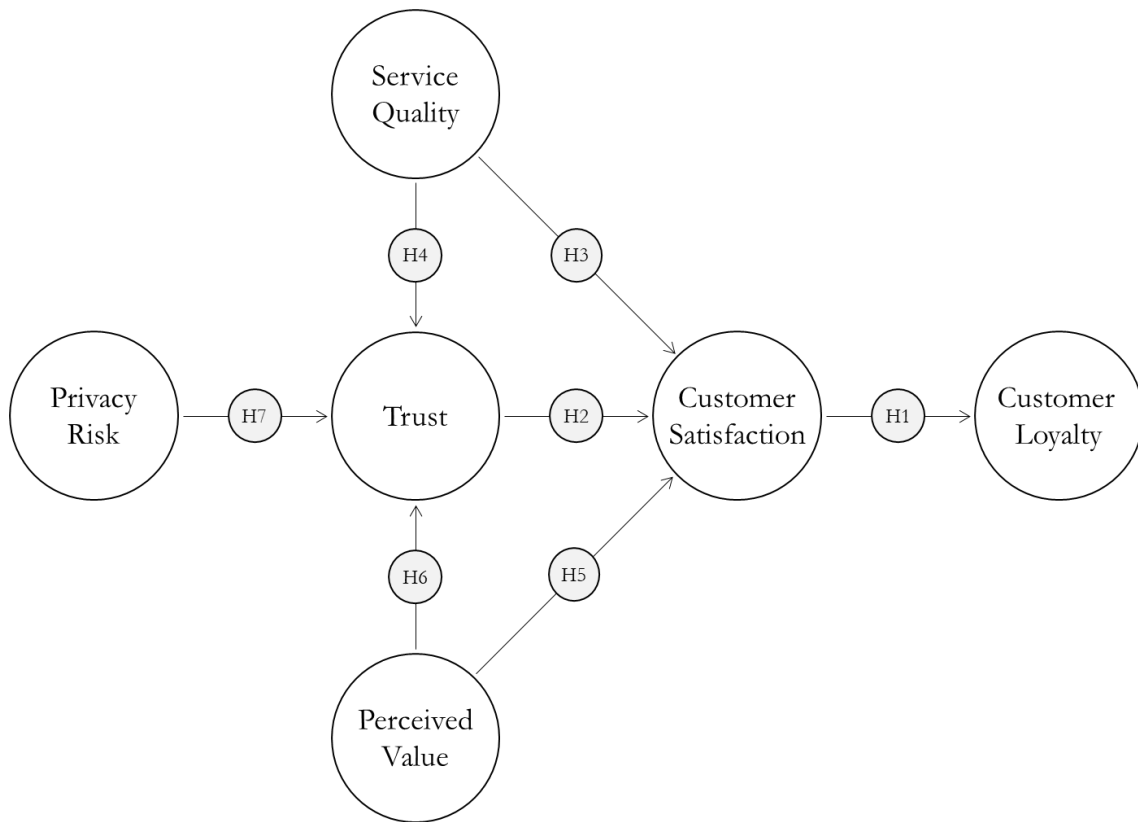 Service
Quality
H4
H3
Privacy
Risk
H7
Trust
H2
Customer
Satisfaction
H1
Customer
Loyalty
H6
H5
Perceived
Value